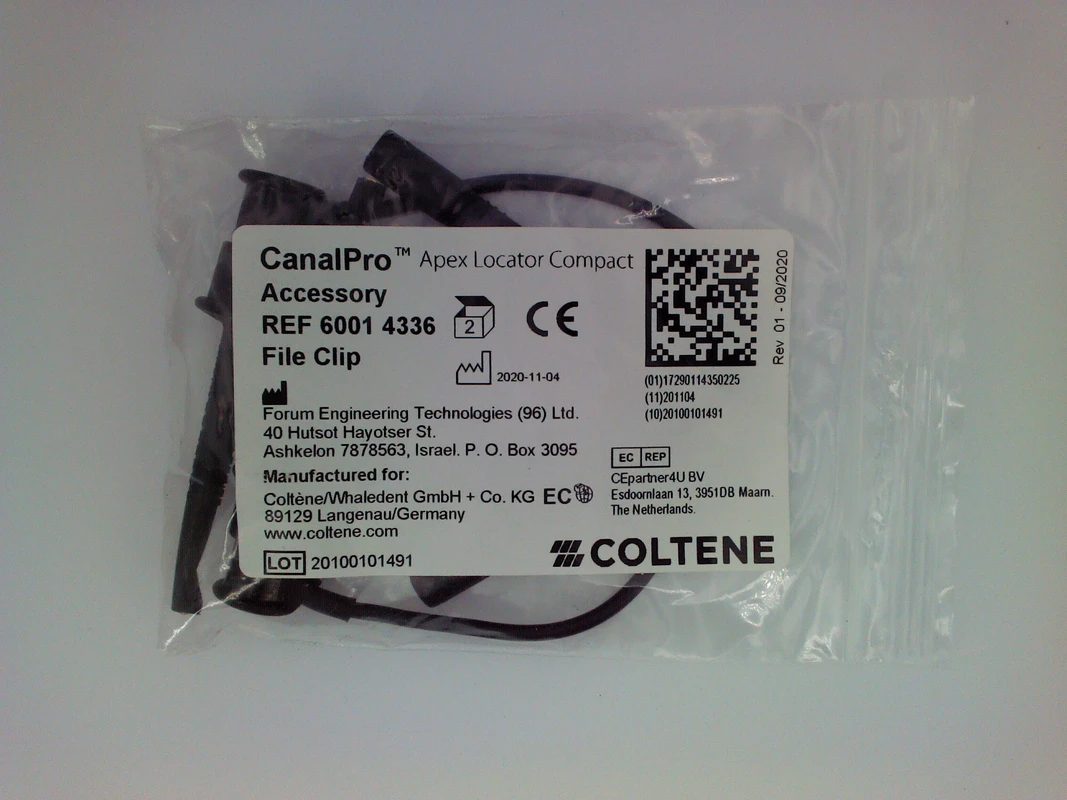 CanalPro™ Apex Locator Compact
Accessory
REF 6001 4336
File Clip
2
CE
2020-11-04
Rev 01 - 09/2020
(01)17290114350225
(11)201104
(10)20100101491
Forum Engineering Technologies (96) Ltd.
40 Hutsot Hayotser St.
Ashkelon 7878563, Israel. P. O. Box 3095
Manufactured for:
Coltène/Whaledent GmbH + Co. KG
89129 Langenau/Germany
www.coltene.com
EC
EC REP
CEpartner4U BV
Esdoornlaan 13, 3951DB Maarn.
The Netherlands.
LOT 20100101491
COLTENE